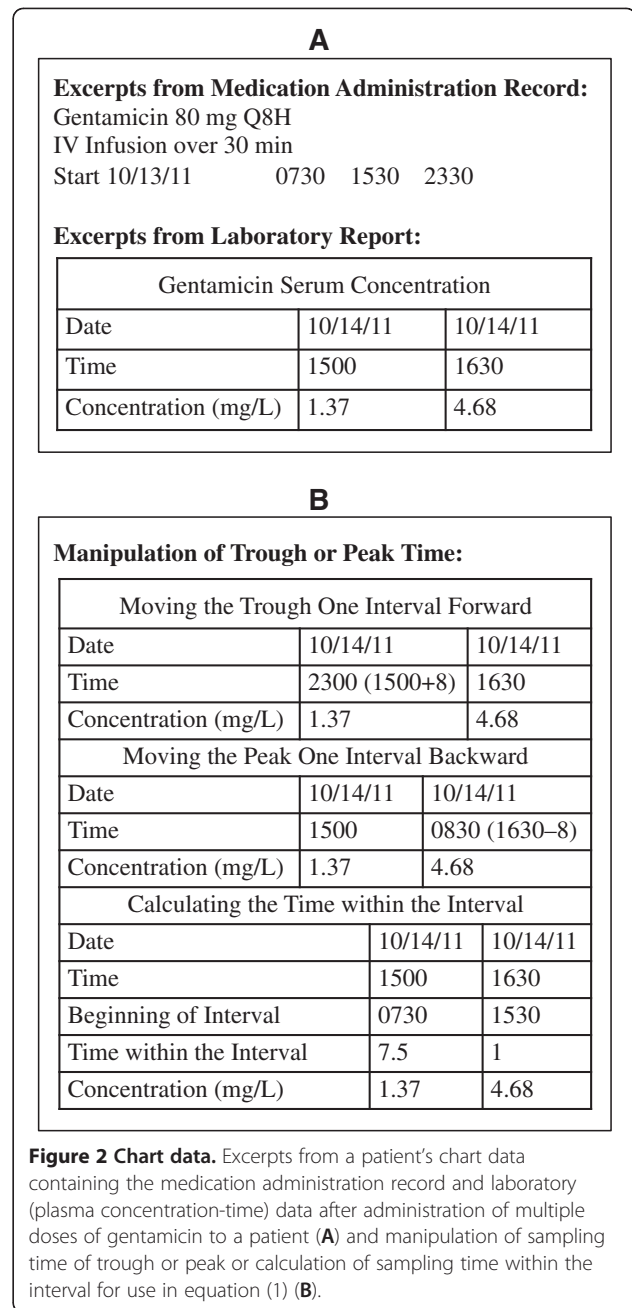 A
Excerpts from Medication Administration Record:
Gentamicin 80 mg Q8H
IV Infusion over 30 min
Start 10/13/11 0730 1530 2330
Excerpts from Laboratory Report:
Gentamicin Serum Concentration
Date 10/14/11 10/14/11
Time 1500 1630
Concentration (mg/L) 1.37 4.68
B
Manipulation of Trough or Peak Time:
Moving the Trough One Interval Forward
Date 10/14/11 10/14/11
Time 2300 (1500+8) 1630
Concentration (mg/L) 1.37 4.68
Moving the Peak One Interval Backward
Date 10/14/11 10/14/11
Time 1500 0830 (1630–8)
Concentration (mg/L) 1.37 4.68
Calculating the Time within the Interval
Date 10/14/11 10/14/11
Time 1500 1630
Beginning of Interval 0730 1530
Time within the Interval 7.5 1
Concentration (mg/L) 1.37 4.68
Figure 2 Chart data. Excerpts from a patient's chart data
containing the medication administration record and laboratory
(plasma concentration-time) data after administration of multiple
doses of gentamicin to a patient (A) and manipulation of sampling
time of trough or peak or calculation of sampling time within the
interval for use in equation (1) (B).